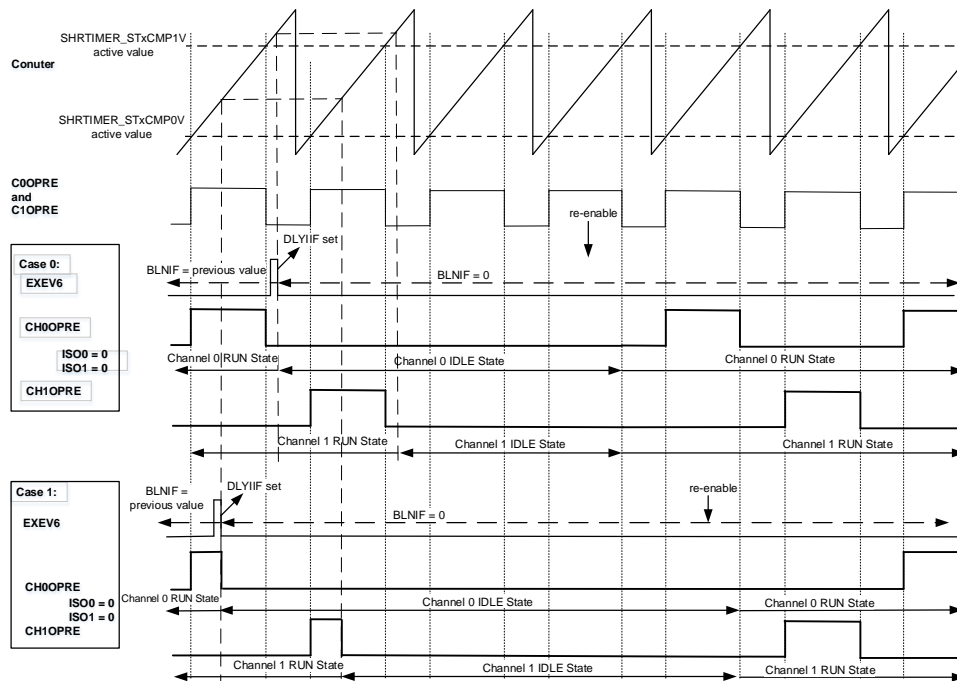 SHRTIMER_STxCMP1V
active value
Conuter
SHRTIMER_STxCMP0V
active value
C0OPRE
and
C1OPRE
re-enable
DLYIIF set
Case 0:
BLNIF = previous value
BLNIF = 0
EXEV6
CH0OPRE
ISO0 = 0
ISO1 = 0
Channel 0 RUN State
Channel 0 IDLE State
Channel 0 RUN State
CH1OPRE
Channel 1 RUN State
Channel 1 IDLE State
Channel 1 RUN State
Case 1:
BLNIF =
previous value
DLYIIF set
re-enable
EXEV6
BLNIF = 0
CH0OPRE
Channel 0 RUN State
ISO0 = 0
ISO1 = 0
Channel 0 IDLE State
Channel 0 RUN State
CH1OPRE
Channel 1 RUN State
Channel 1 IDLE State
Channel 1 RUN State